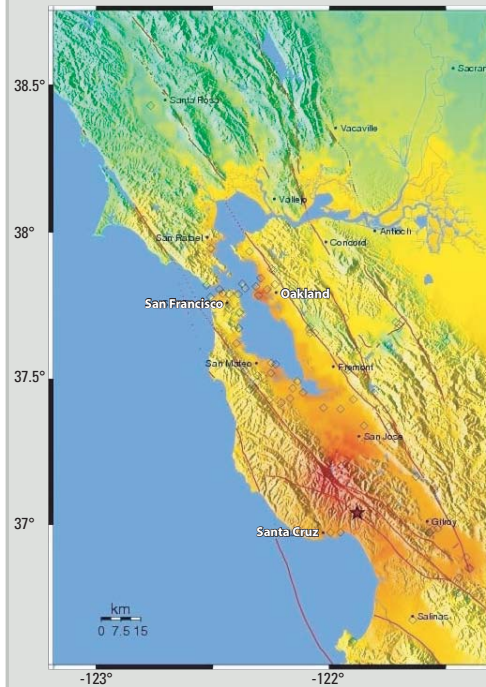 38.5°
Sacra
Santa Rosa
Vacaville
Vallejo
38°
San Rafael
Antioch
Concord
San Francisco
Oakland
37.5°
San Mateo
Fremont
San Jose
37°
Santa Cruz
Gilroy
Salinas
km
0 7.5 15
-123°
-122°